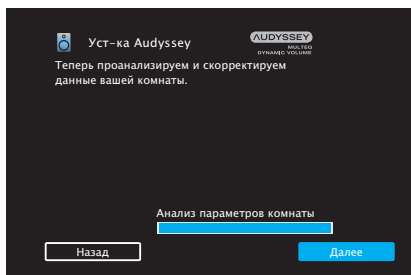 Уст-ка Audyssey
AUDYSSEY
MULTEQ
DYNAMIC VOLUME
Теперь проанализируем и скорректируем
данные вашей комнаты.
Анализ параметров комнаты
Назад
Далее